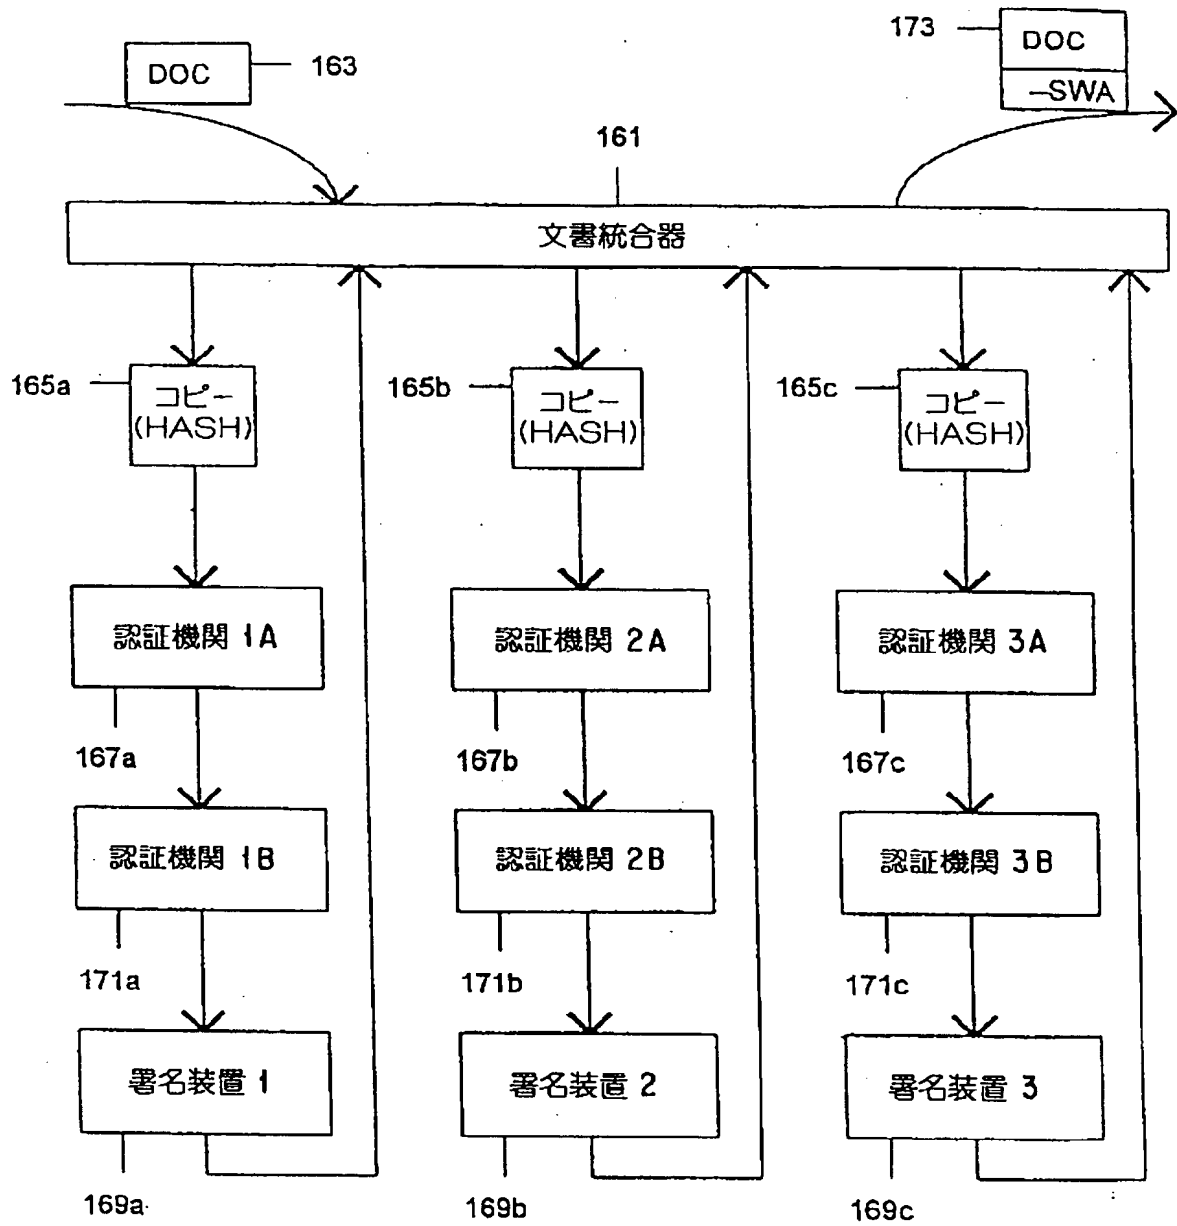 DOC
163
173
DOC
-SWA
161
文書統合器
165a
コピー
(HASH)
165b
コピー
(HASH)
165c
コピー
(HASH)
認証機関 1A
認証機関 2A
認証機関 3A
167a
167b
167c
認証機関 1B
認証機関 2B
認証機関 3B
171a
171b
171c
署名装置 1
署名装置 2
署名装置 3
169a
169b
169c